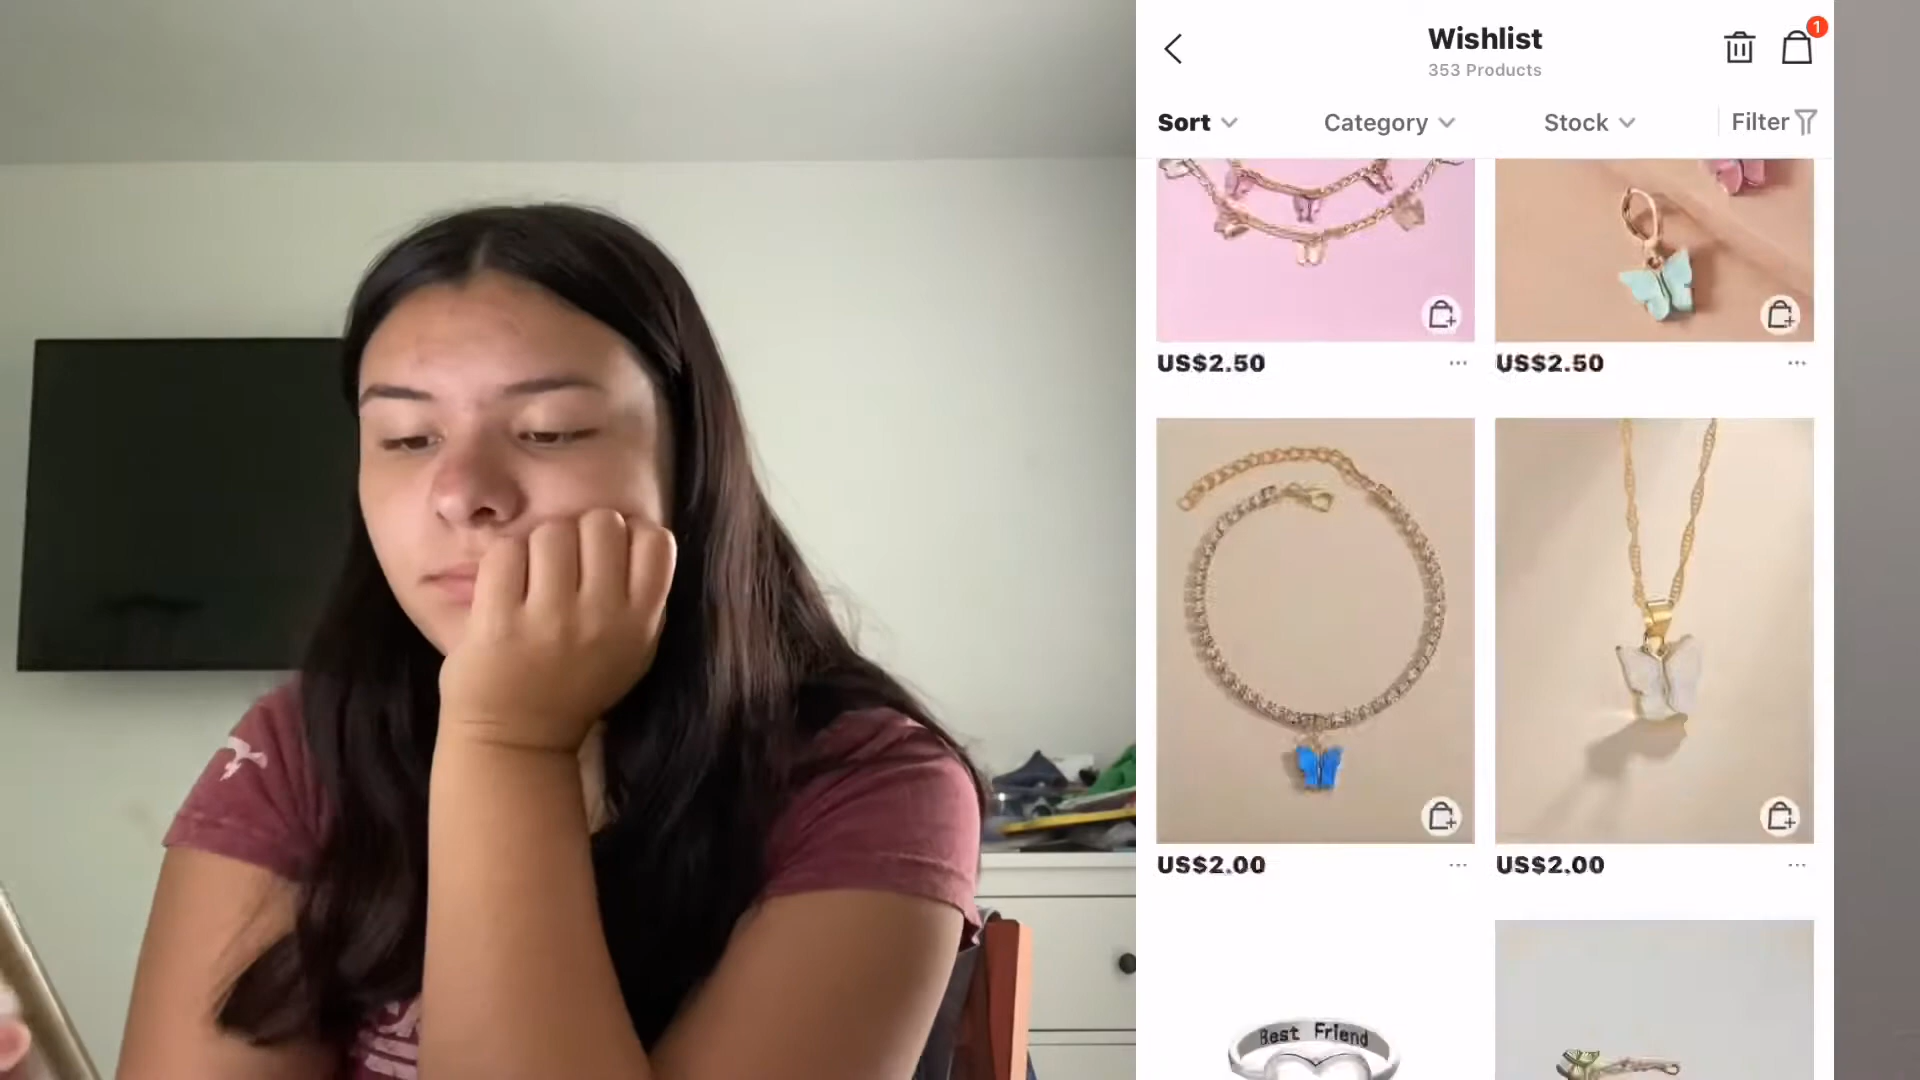 Wishlist
353 Products
1
Sort
Category
Stock
Filter
US$2.50
US$2.50
US$2.00
US$2.00
Best Friend